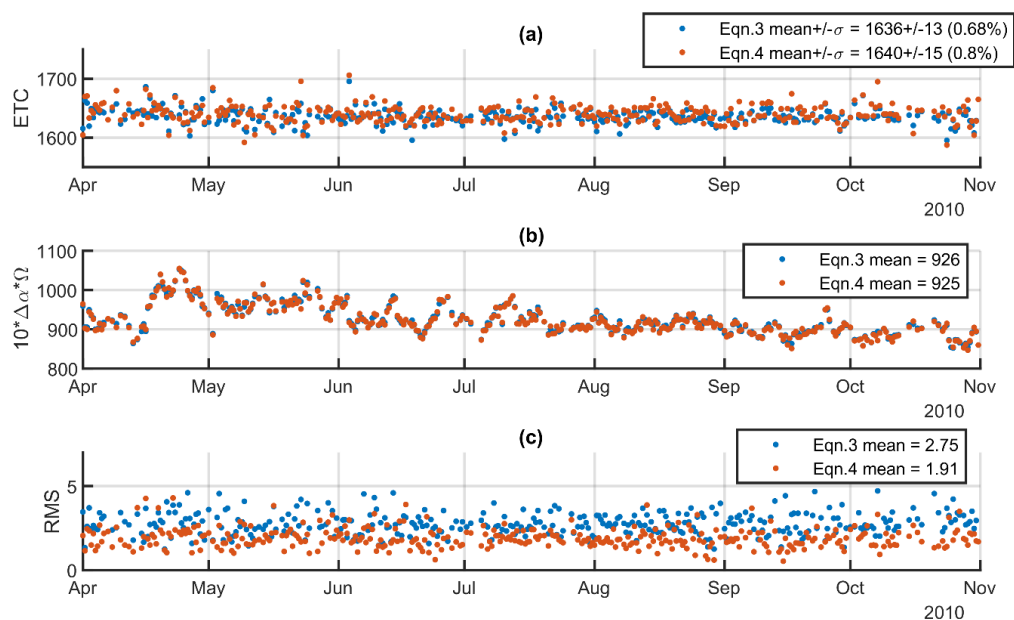 (a)
Eqn.3 mean+/-σ = 1636+/-13 (0.68%)
Eqn.4 mean+/-σ = 1640+/-15 (0.8%)
ETC
1700
1600
Apr May Jun Jul Aug Sep Oct Nov
2010
(b)
Eqn.3 mean = 926
Eqn.4 mean = 925
10*Δα*Ω
1100
1000
900
800
Apr May Jun Jul Aug Sep Oct Nov
2010
(c)
Eqn.3 mean = 2.75
Eqn.4 mean = 1.91
RMS
5
0
Apr May Jun Jul Aug Sep Oct Nov
2010